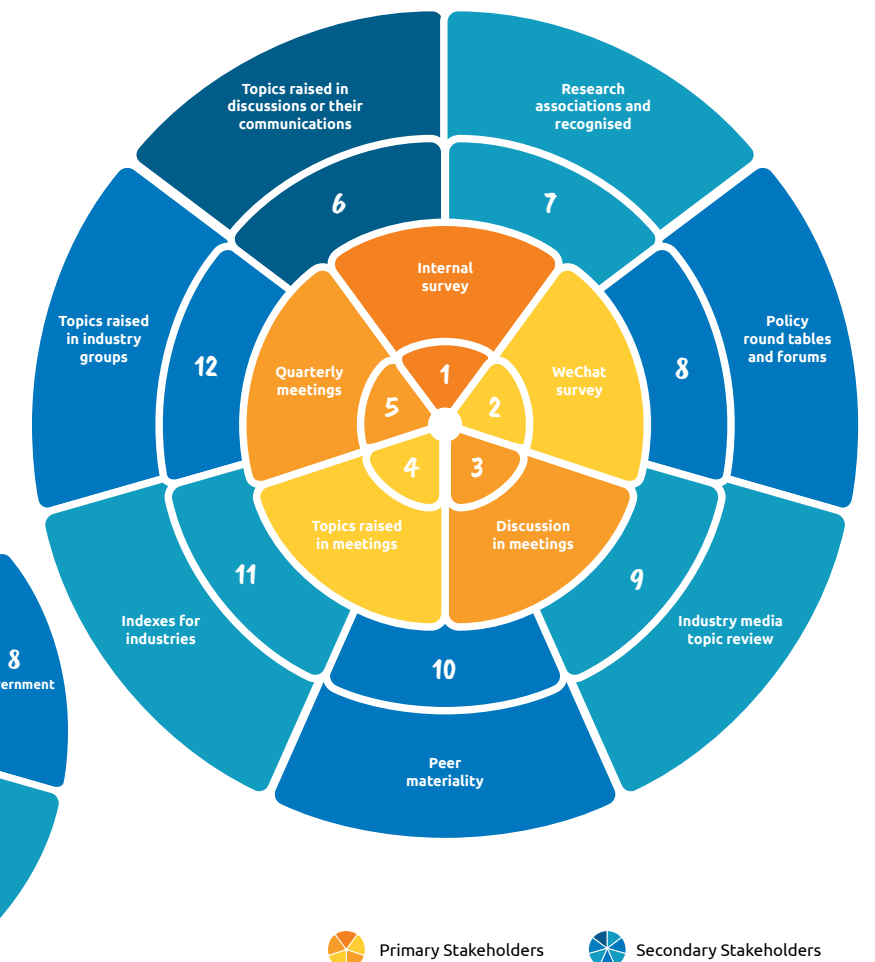 Topics raised in
discussions or their
communications
Research
associations and
recognised
6
7
Internal
survey
Topics raised
in industry
groups
12
Quarterly
meetings
5
1
2
WeChat
survey
8
Policy
round tables
and forums
4
3
Topics raised
in meetings
Discussion
in meetings
11
9
Indexes for
industries
Industry media
topic review
10
8
ernment
Peer
materiality
Primary Stakeholders
Secondary Stakeholders